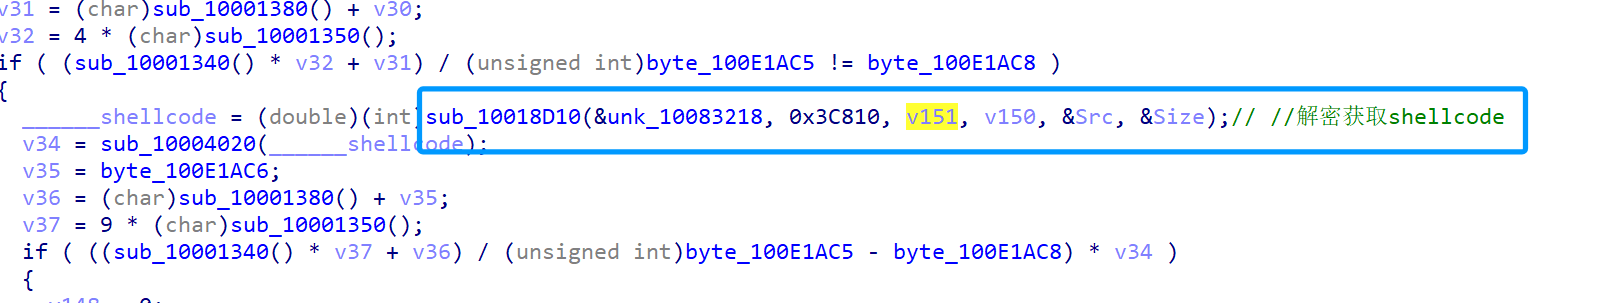 v31 = (char)sub_10001380() + v30;
v32 = 4 * (char)sub_10001350();
if ( (sub_10001340() * v32 + v31) / (unsigned int)byte_100E1AC5 != byte_100E1AC8 )
{
______shellcode = (double)(int)sub_10018D10(&unk_10083218, 0x3C810, v151, v150, &Src, &Size);// //解密获取shellcode
v34 = sub_10004020(______shellcode);
v35 = byte_100E1AC6;
v36 = (char)sub_10001380() + v35;
v37 = 9 * (char)sub_10001350();
if ( ((sub_10001340() * v37 + v36) / (unsigned int)byte_100E1AC5 - byte_100E1AC8) * v34 )
{